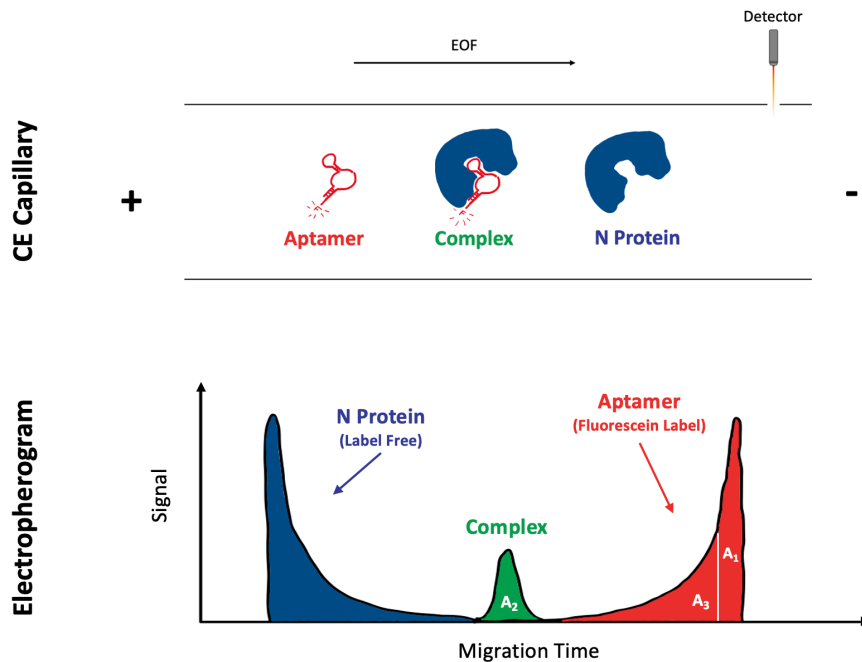 Detector
EOF
CE Capillary
+
-
Aptamer
Complex
N Protein
Electropherogram
Signal
N Protein
(Label Free)
Aptamer
(Fluorescein Label)
Complex
A₁
A₂
A₃
Migration Time